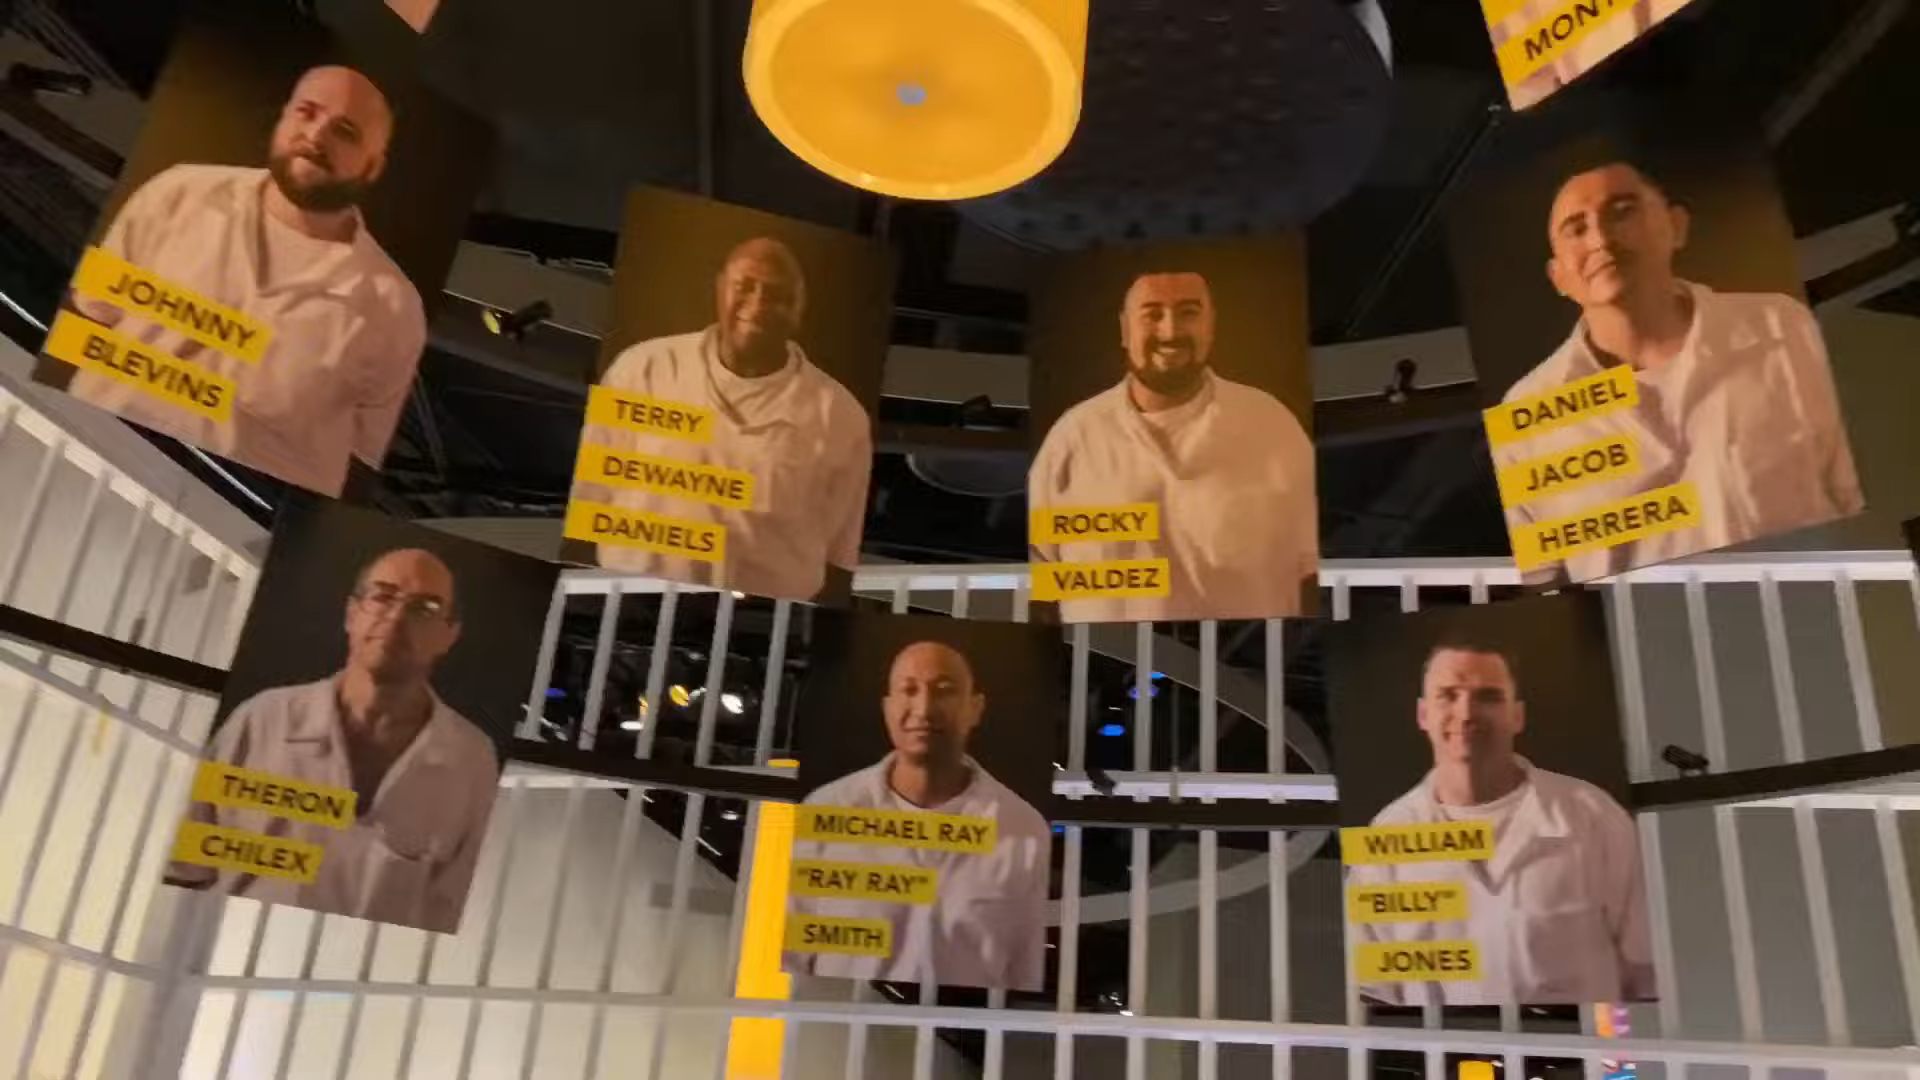 MONT
JOHNNY
BLEVINS
TERRY
DEWAYNE
DANIELS
ROCKY
VALDEZ
DANIEL
JACOB
HERRERA
THERON
CHILEX
MICHAEL RAY
"RAY RAY"
SMITH
WILLIAM
"BILLY"
JONES